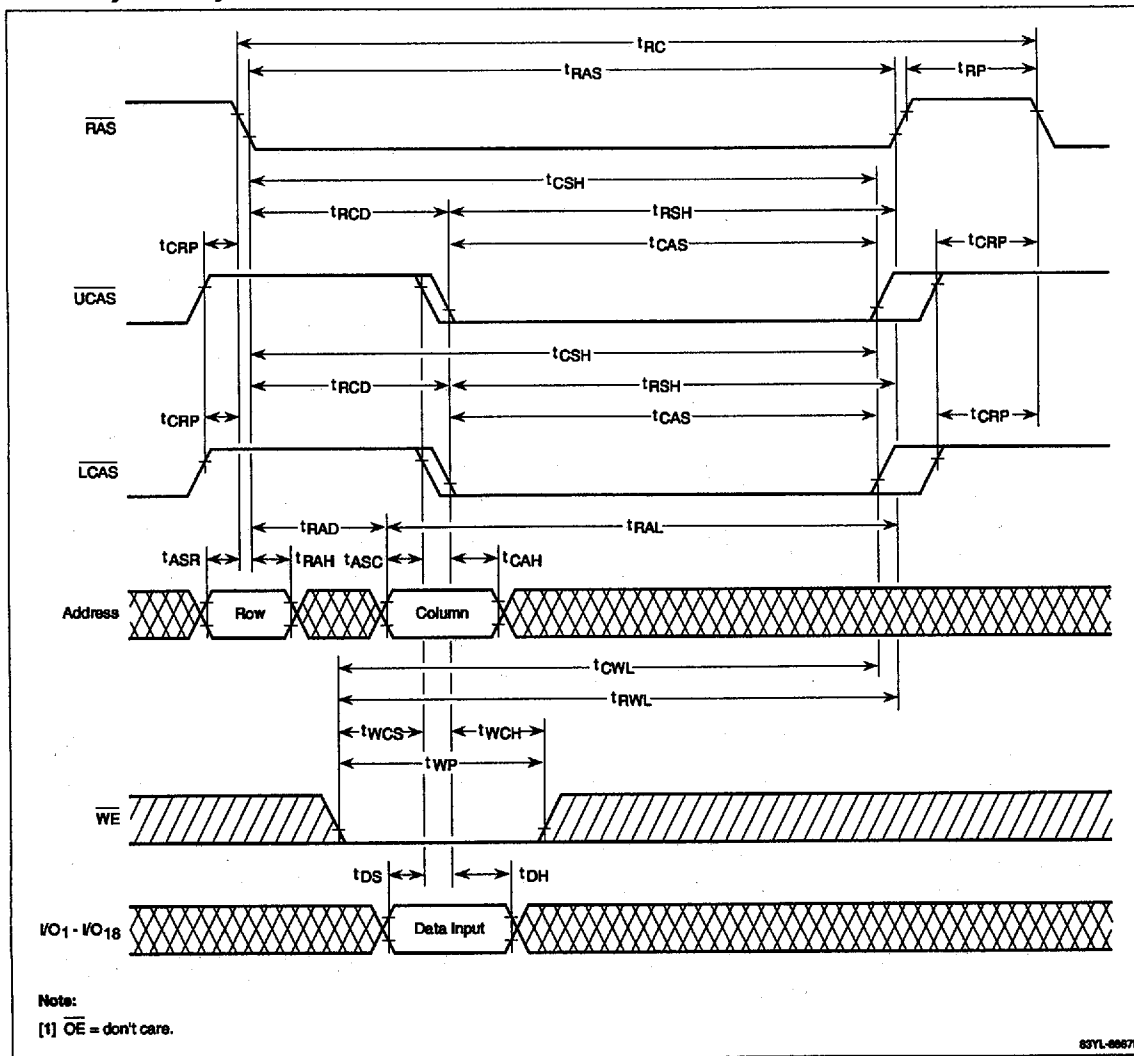 tRC
tRAS
tRP
RAS
tCSH
tRCD
tRSH
tCRP
tCAS
tCRP
UCAS
tCSH
tRCD
tRSH
tCRP
tCAS
tCRP
LCAS
tRAD
tRAL
tASR
tRAH
tASC
tCAH
Address
Row
Column
tCWL
tRWL
tWCS
tWCH
tWP
WE
tDS
tDH
I/O1 - I/O18
Data Input
Note:
[1] OE = don't care.